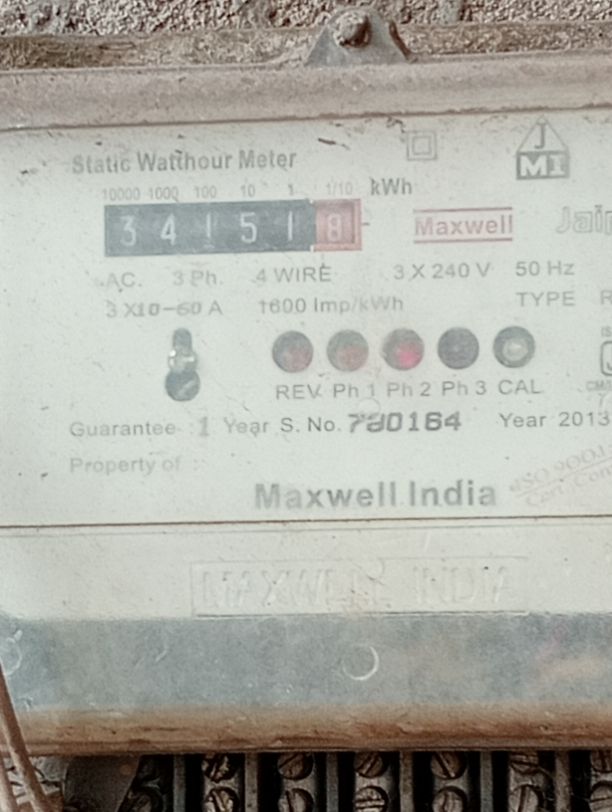 J
MI
Static Watthour Meter
10000 1000 100 10 1 1/10 kWh
3 4 1 5 1 8
Maxwell
Jain
AC. 3 Ph. 4 WIRE 3 X 240 V 50 Hz
3 X10-60 A 1600 Imp/kWh TYPE
REV. Ph 1 Ph 2 Ph 3 CAL
Guarantee : 1 Year S. No. 780164 Year 2013
Property of :
Maxwell India
MAXWELL INDIA